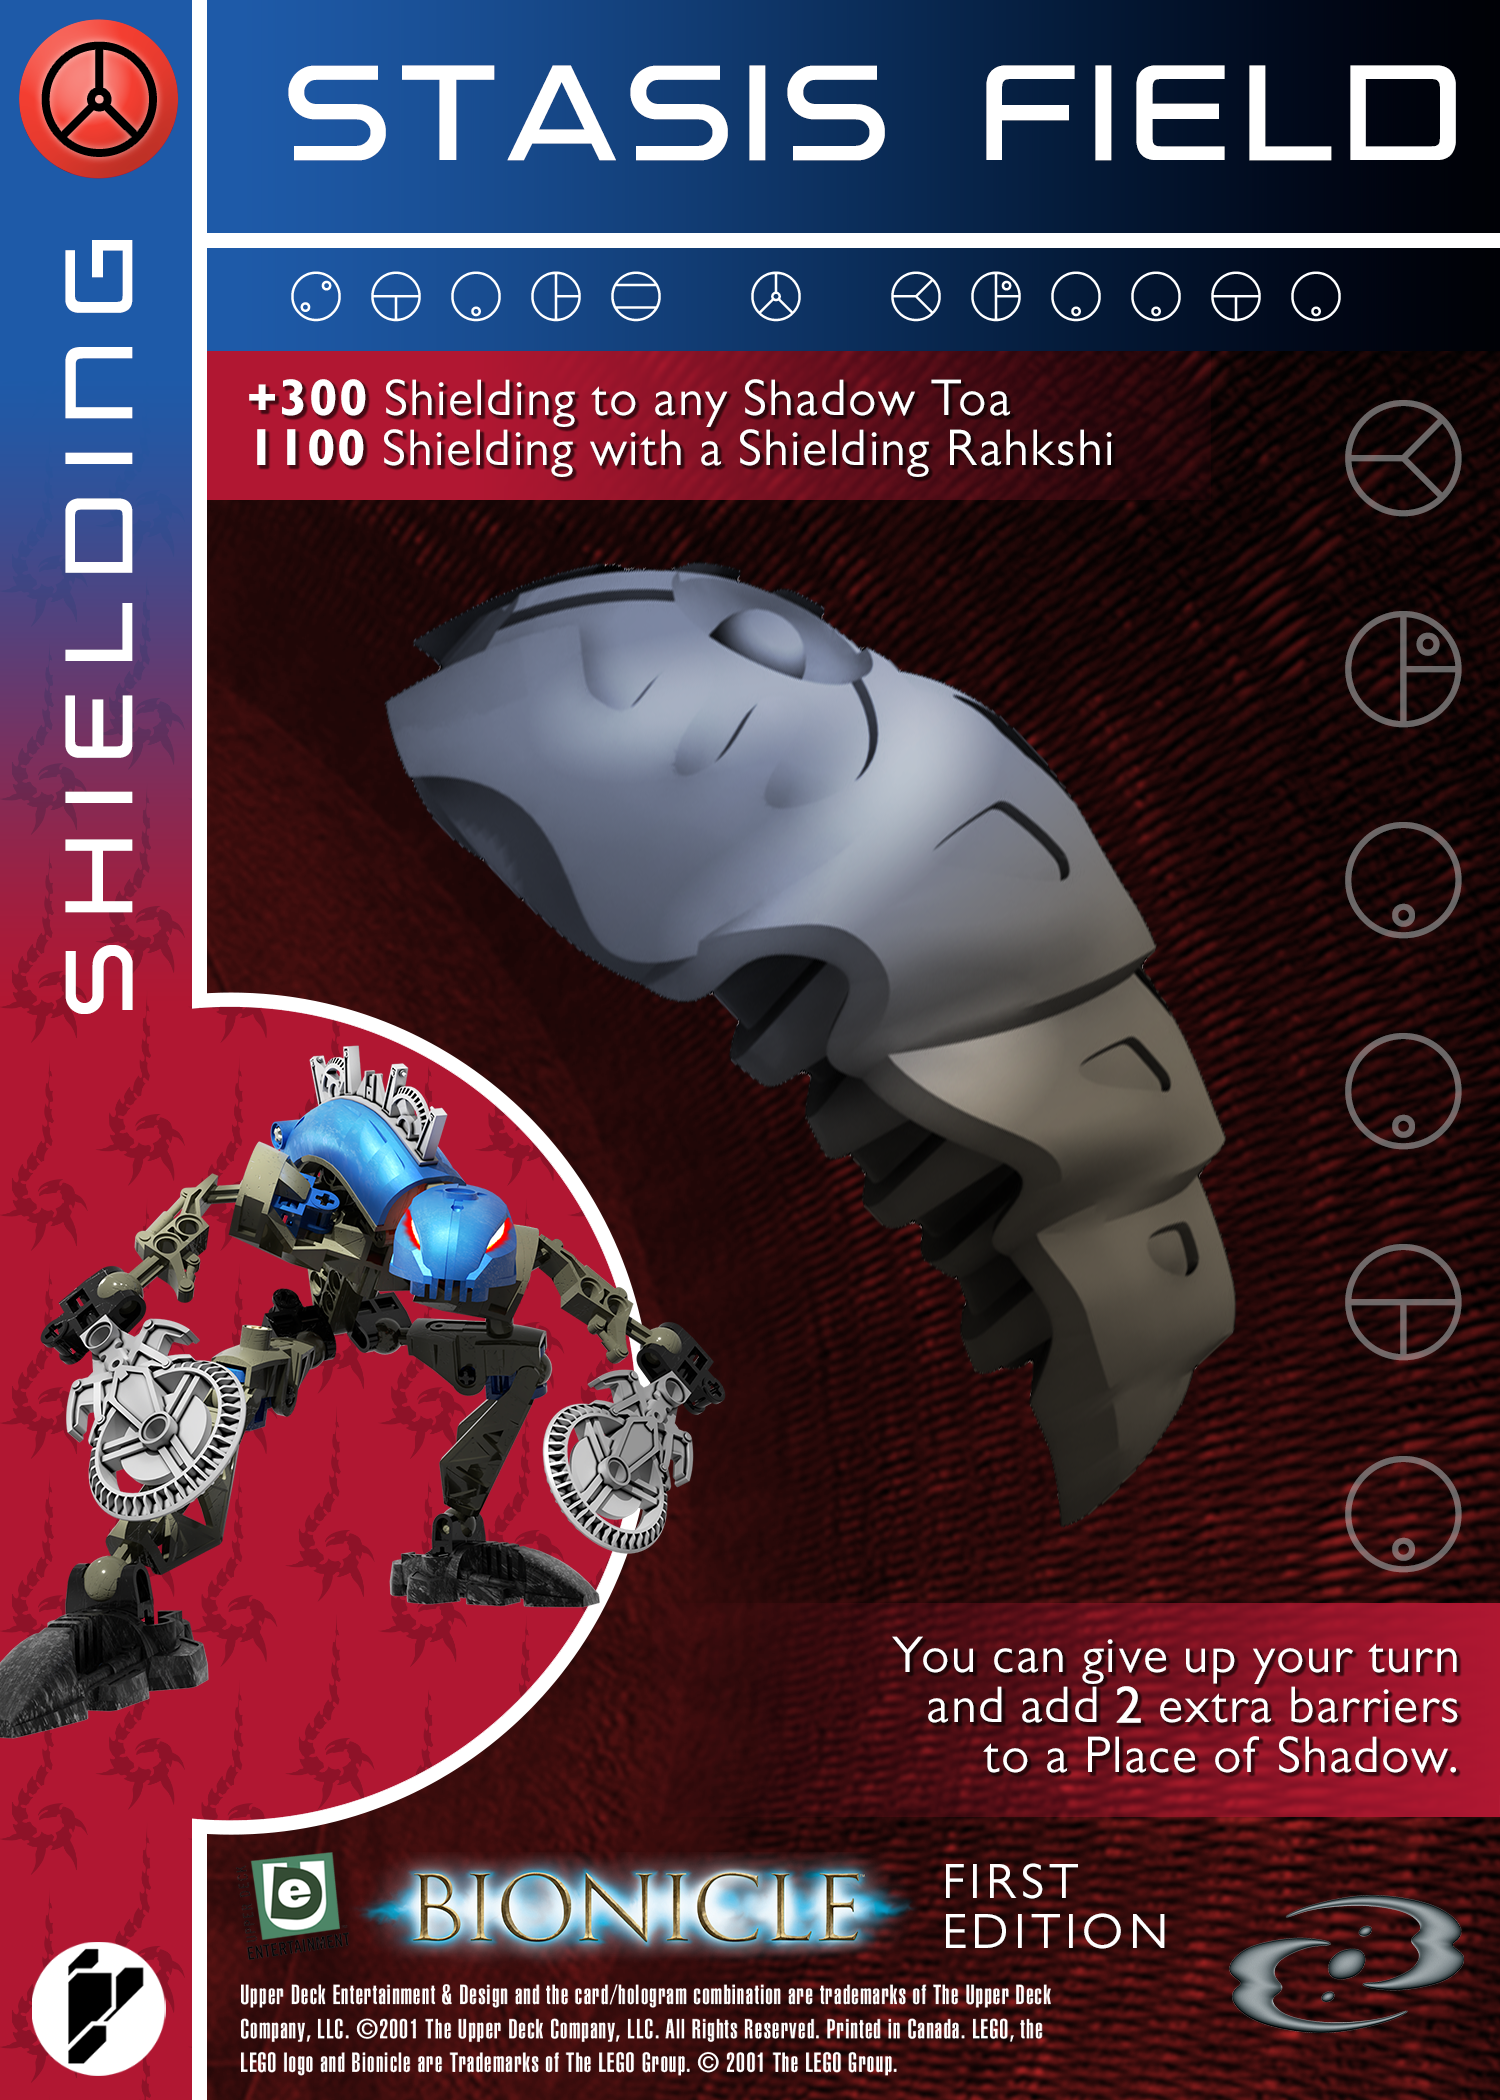 STASIS FIELD
SHIELDING
+300 Shielding to any Shadow Toa
1100 Shielding with a Shielding Rahkshi
You can give up your turn
and add 2 extra barriers
to a Place of Shadow.
e
ENTERTAINMENT
BIONICLE
FIRST
EDITION
Upper Deck Entertainment & Design and the card/hologram combination are trademarks of The Upper Deck
Company, LLC. ©2001 The Upper Deck Company, LLC. All Rights Reserved. Printed in Canada. LEGO, the
LEGO logo and Bionicle are Trademarks of The LEGO Group. © 2001 The LEGO Group.